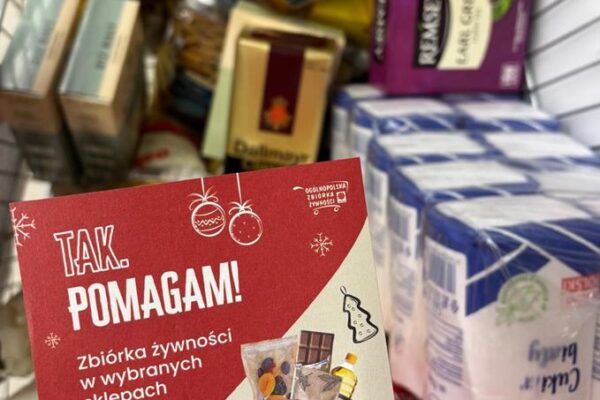 REMSEY
EARL GREY
Dallmayr
OGÓLNOPOLSKA
ZBIÓRKA
ŻYWNOŚCI
TAK.
POMAGAM!
Zbiórka żywności
w wybranych
sklepach
Cukier
biały